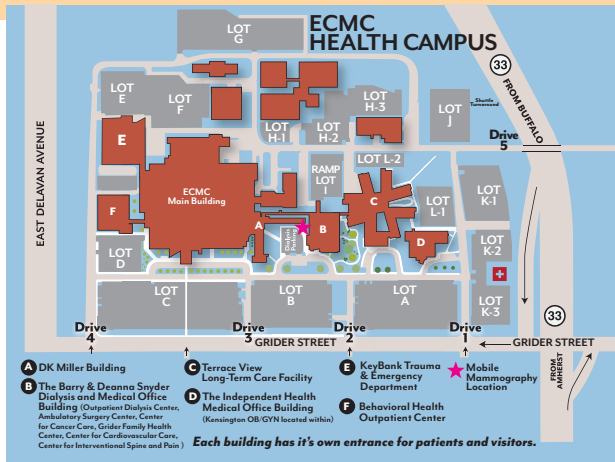 ECMC
HEALTH CAMPUS
LOT
G
33
FROM BUFFALO
LOT
E
LOT
F
LOT
H-3
LOT
J
Shuttle
Turnaround
LOT
H-1
LOT
H-2
Drive
5
EAST DELAVAN AVENUE
E
ECMC
Main Building
RAMP
LOT
I
LOT L-2
C
LOT
L-1
LOT
K-1
F
A
Dialysis
Parking
B
D
LOT
K-2
LOT
D
LOT
C
LOT
B
LOT
A
LOT
K-3
33
Drive
4
Drive
3
Drive
2
Drive
1
GRIDER STREET
GRIDER STREET
FROM
AMHERST
A DK Miller Building
B The Barry & Deanna Snyder
Dialysis and Medical Office
Building (Outpatient Dialysis Center,
Ambulatory Surgery Center, Center
for Cancer Care, Grider Family Health
Center, Center for Cardiovascular Care,
Center for Interventional Spine and Pain )
C Terrace View
Long-Term Care Facility
D The Independent Health
Medical Office Building
(Kensington OB/GYN located within)
E KeyBank Trauma
& Emergency
Department
F Behavioral Health
Outpatient Center
Mobile
Mammography
Location
Each building has it's own entrance for patients and visitors.